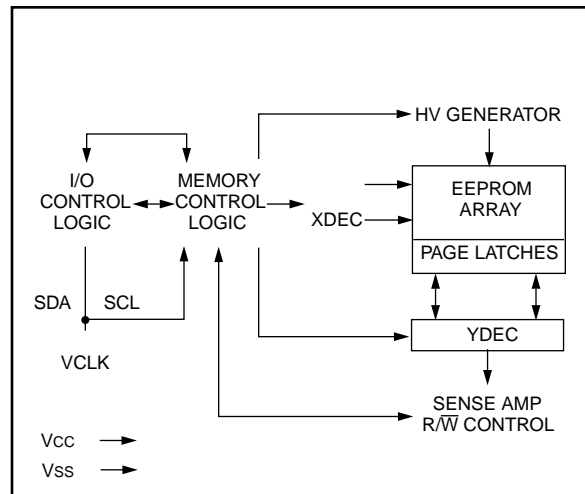 HV GENERATOR
I/O
CONTROL
LOGIC
MEMORY
CONTROL
LOGIC
XDEC
EEPROM
ARRAY
PAGE LATCHES
SDA
SCL
YDEC
VCLK
SENSE AMP
R/W̅ CONTROL
Vcc
Vss